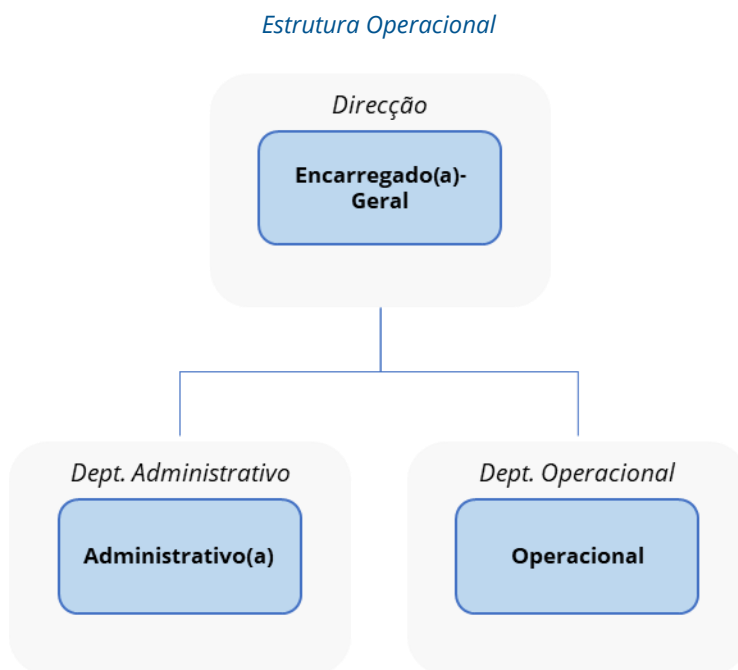 Estrutura Operacional
Direcção
Encarregado(a)-
Geral
Dept. Administrativo
Administrativo(a)
Dept. Operacional
Operacional